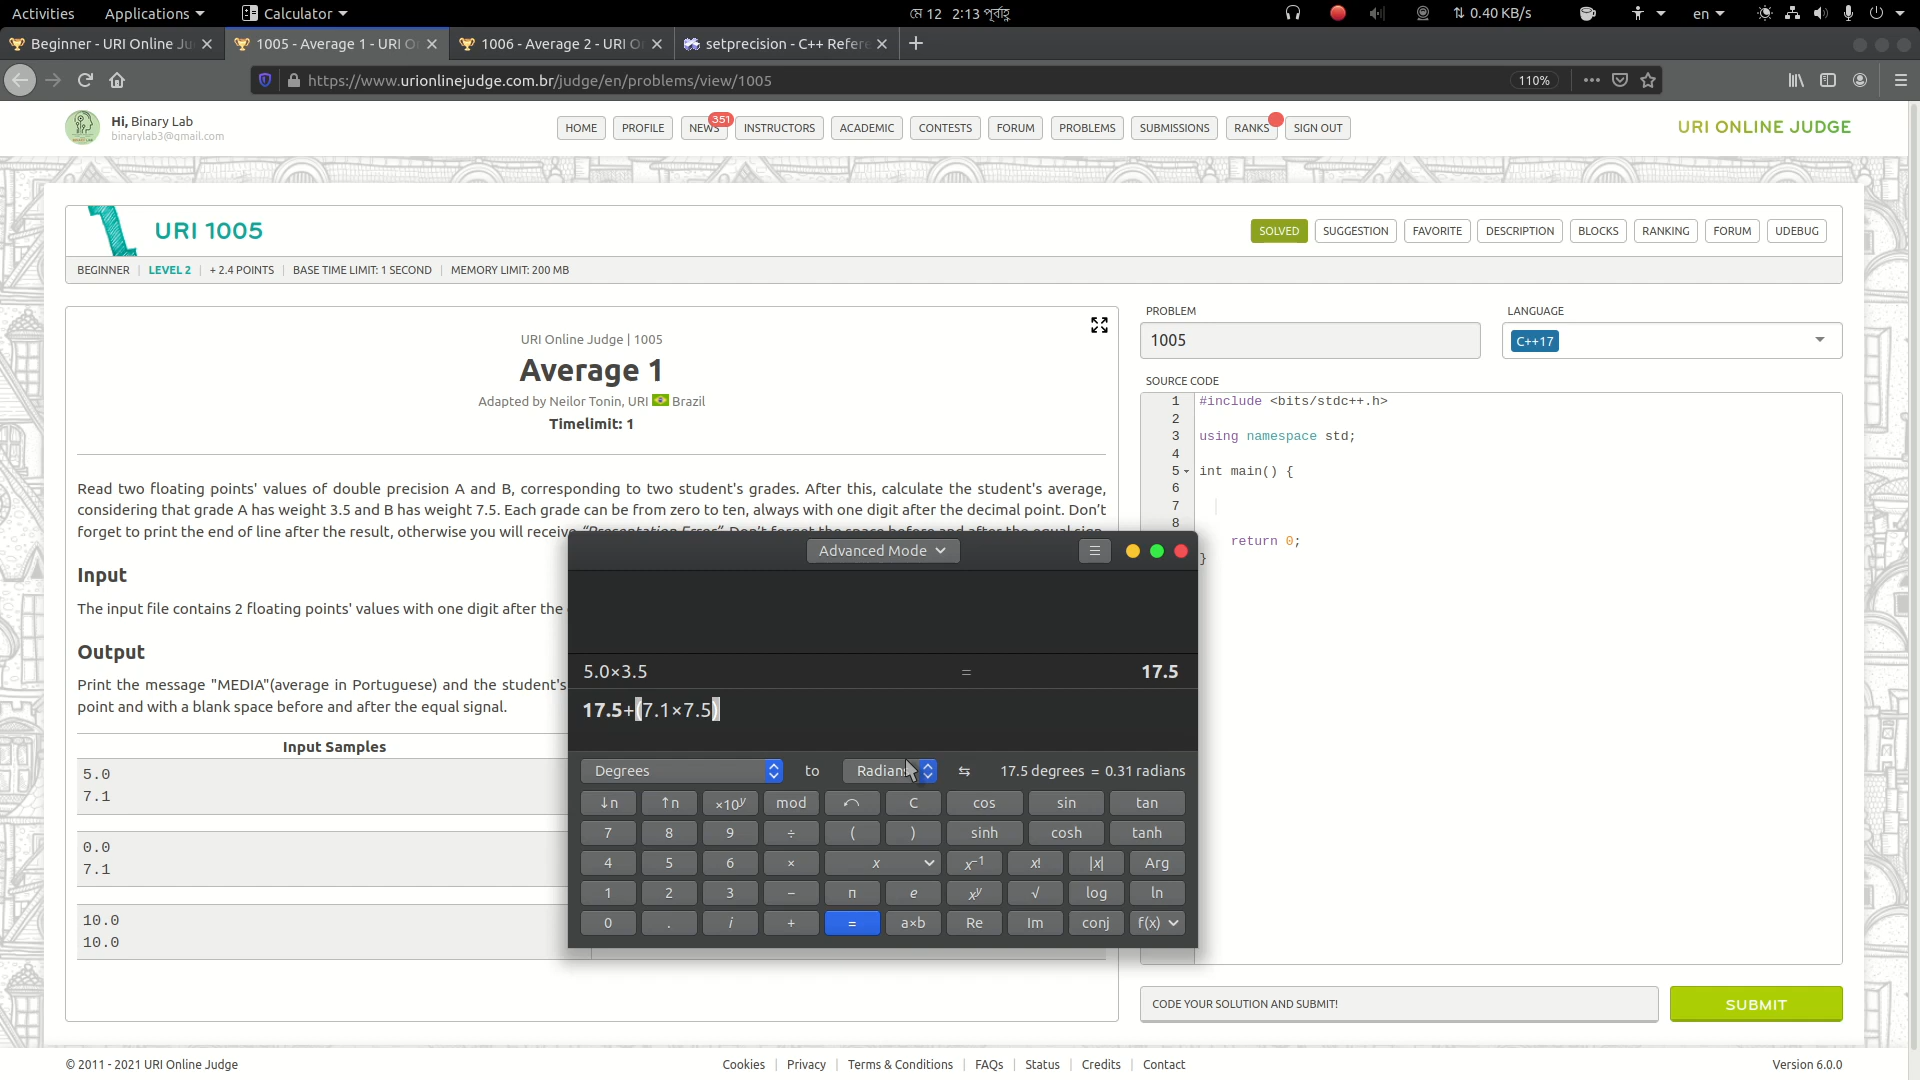 Activities Applications Calculator মে 12 2:13 পূর্বাহ্ণ 0.40 KB/s en
Beginner - URI Online Ju 1005 - Average 1 - URI O 1006 - Average 2 - URI O setprecision - C++ Refere
https://www.urionlinejudge.com.br/judge/en/problems/view/1005 110%
Hi, Binary Lab
binarylab3@gmail.com
HOME PROFILE NEWS 351 INSTRUCTORS ACADEMIC CONTESTS FORUM PROBLEMS SUBMISSIONS RANKS SIGN OUT
URI ONLINE JUDGE
URI 1005
SOLVED SUGGESTION FAVORITE DESCRIPTION BLOCKS RANKING FORUM UDEBUG
BEGINNER LEVEL 2 + 2.4 POINTS BASE TIME LIMIT: 1 SECOND MEMORY LIMIT: 200 MB
URI Online Judge | 1005
Average 1
Adapted by Neilor Tonin, URI Brazil
Timelimit: 1
Read two floating points' values of double precision A and B, corresponding to two student's grades. After this, calculate the student's average,
considering that grade A has weight 3.5 and B has weight 7.5. Each grade can be from zero to ten, always with one digit after the decimal point. Don't
forget to print the end of line after the result, otherwise you will receive "Presentation Error". Don't forget the space before and after the equal sign.
Input
The input file contains 2 floating points' values with one digit after the
Output
Print the message "MEDIA"(average in Portuguese) and the student's
point and with a blank space before and after the equal signal.
Input Samples
5.0
7.1
0.0
7.1
10.0
10.0
PROBLEM
1005
LANGUAGE
C++17
SOURCE CODE
1 #include <bits/stdc++.h>
2
3 using namespace std;
4
5 int main() {
6
7
8
return 0;
}
Advanced Mode
5.0×3.5 = 17.5
17.5+(7.1×7.5)
Degrees to Radians 17.5 degrees = 0.31 radians
↓n ↑n ×10^y mod C cos sin tan
7 8 9 ÷ ( ) sinh cosh tanh
4 5 6 × x x⁻¹ x! |x| Arg
1 2 3 − π e x^y √ log ln
0 . i + = a×b Re Im conj f(x)
CODE YOUR SOLUTION AND SUBMIT!
SUBMIT
© 2011 - 2021 URI Online Judge
Cookies Privacy Terms & Conditions FAQs Status Credits Contact
Version 6.0.0